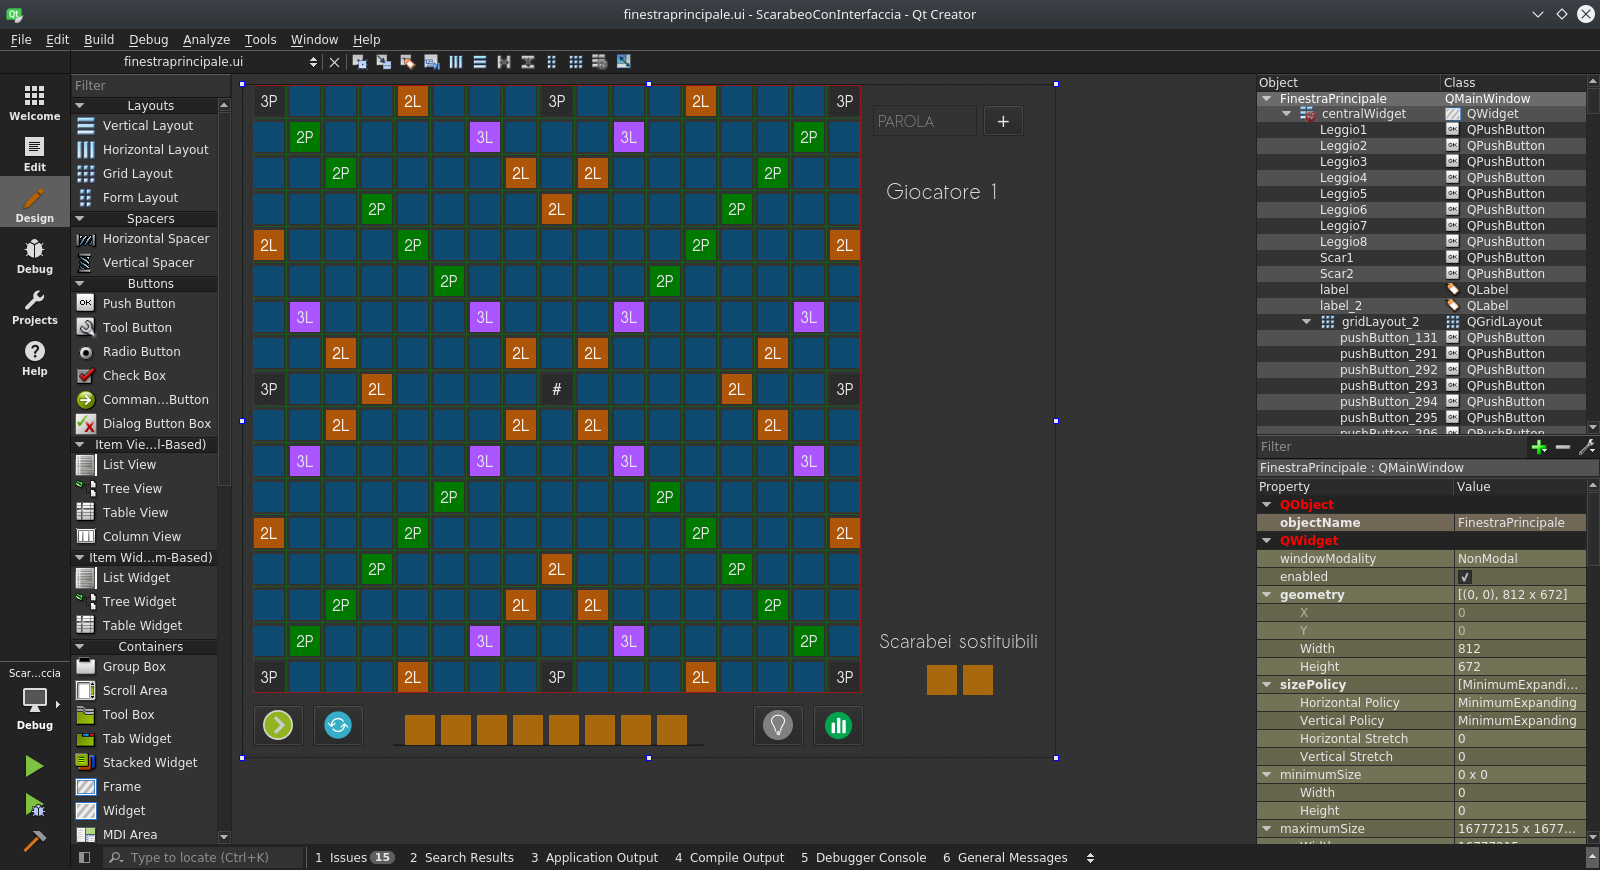 finestraprincipale.ui - ScarabeoConInterfaccia - Qt Creator
File Edit Build Debug Analyze Tools Window Help
finestraprincipale.ui
Welcome
Edit
Design
Debug
Projects
Help
Scar...ccia
Debug
Filter
Layouts
Vertical Layout
Horizontal Layout
Grid Layout
Form Layout
Spacers
Horizontal Spacer
Vertical Spacer
Buttons
Push Button
Tool Button
Radio Button
Check Box
Comman...Button
Dialog Button Box
Item Vie...l-Based)
List View
Tree View
Table View
Column View
Item Wid...m-Based)
List Widget
Tree Widget
Table Widget
Containers
Group Box
Scroll Area
Tool Box
Tab Widget
Stacked Widget
Frame
Widget
MDI Area
3P 2L 3P 2L 3P
2P 3L 3L 2P
2P 2L 2L 2P
2P 2L 2P
2L 2P 2P 2L
2P 2P
3L 3L 3L 3L
2L 2L 2L 2L
3P 2L # 2L 3P
2L 2L 2L 2L
3L 3L 3L 3L
2P 2P
2L 2P 2P 2L
2P 2L 2P
2P 2L 2L 2P
2P 3L 3L 2P
3P 2L 3P 2L 3P
PAROLA +
Giocatore 1
Scarabei sostituibili
Object Class
FinestraPrincipale QMainWindow
centralWidget QWidget
Leggio1 QPushButton
Leggio2 QPushButton
Leggio3 QPushButton
Leggio4 QPushButton
Leggio5 QPushButton
Leggio6 QPushButton
Leggio7 QPushButton
Leggio8 QPushButton
Scar1 QPushButton
Scar2 QPushButton
label QLabel
label_2 QLabel
gridLayout_2 QGridLayout
pushButton_131 QPushButton
pushButton_291 QPushButton
pushButton_292 QPushButton
pushButton_293 QPushButton
pushButton_294 QPushButton
pushButton_295 QPushButton
pushButton_296 QPushButton
Filter
FinestraPrincipale : QMainWindow
Property Value
QObject
objectName FinestraPrincipale
QWidget
windowModality NonModal
enabled
geometry [(0, 0), 812 x 672]
X 0
Y 0
Width 812
Height 672
sizePolicy [MinimumExpandi...
Horizontal Policy MinimumExpanding
Vertical Policy MinimumExpanding
Horizontal Stretch 0
Vertical Stretch 0
minimumSize 0 x 0
Width 0
Height 0
maximumSize 16777215 x 1677...
Width 16777215
Type to locate (Ctrl+K) 1 Issues 15 2 Search Results 3 Application Output 4 Compile Output 5 Debugger Console 6 General Messages